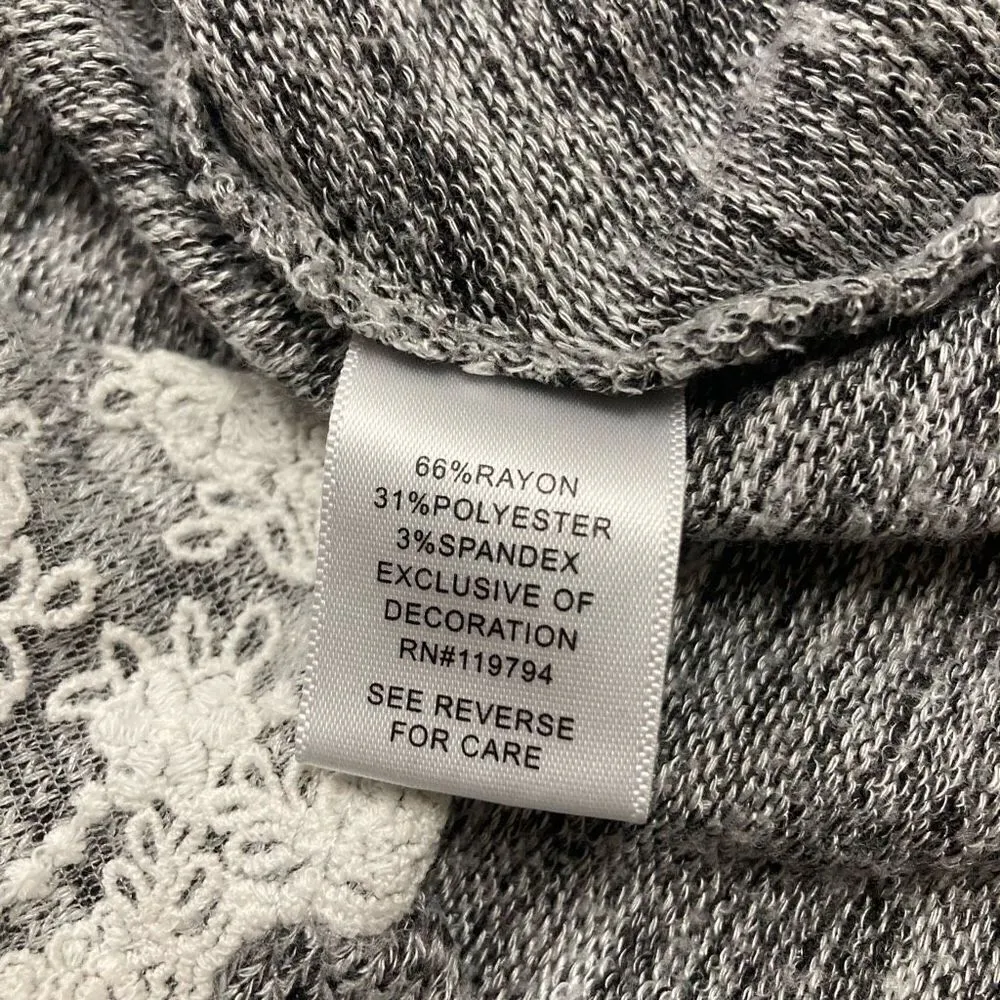 66%RAYON
31%POLYESTER
3%SPANDEX
EXCLUSIVE OF
DECORATION
RN#119794
SEE REVERSE
FOR CARE